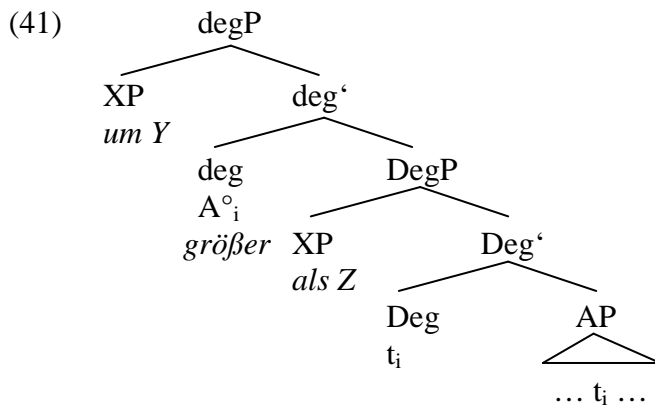 (41) degP
XP deg‘
um Y
deg DegP
A°i
größer XP Deg‘
als Z
Deg AP
ti
… ti …